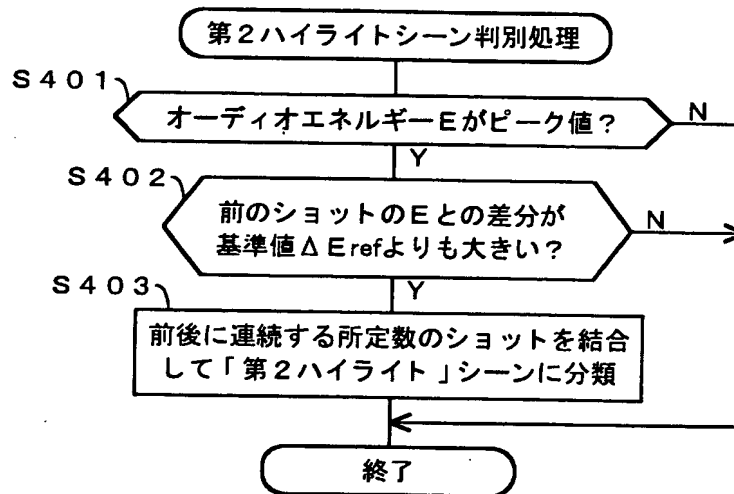 第２ハイライトシーン判別処理
Ｓ４０１
オーディオエネルギーＥがピーク値？
Ｎ
Ｙ
Ｓ４０２
前のショットのＥとの差分が
基準値ΔErefよりも大きい？
Ｎ
Ｙ
Ｓ４０３
前後に連続する所定数のショットを結合
して「第２ハイライト」シーンに分類
終了